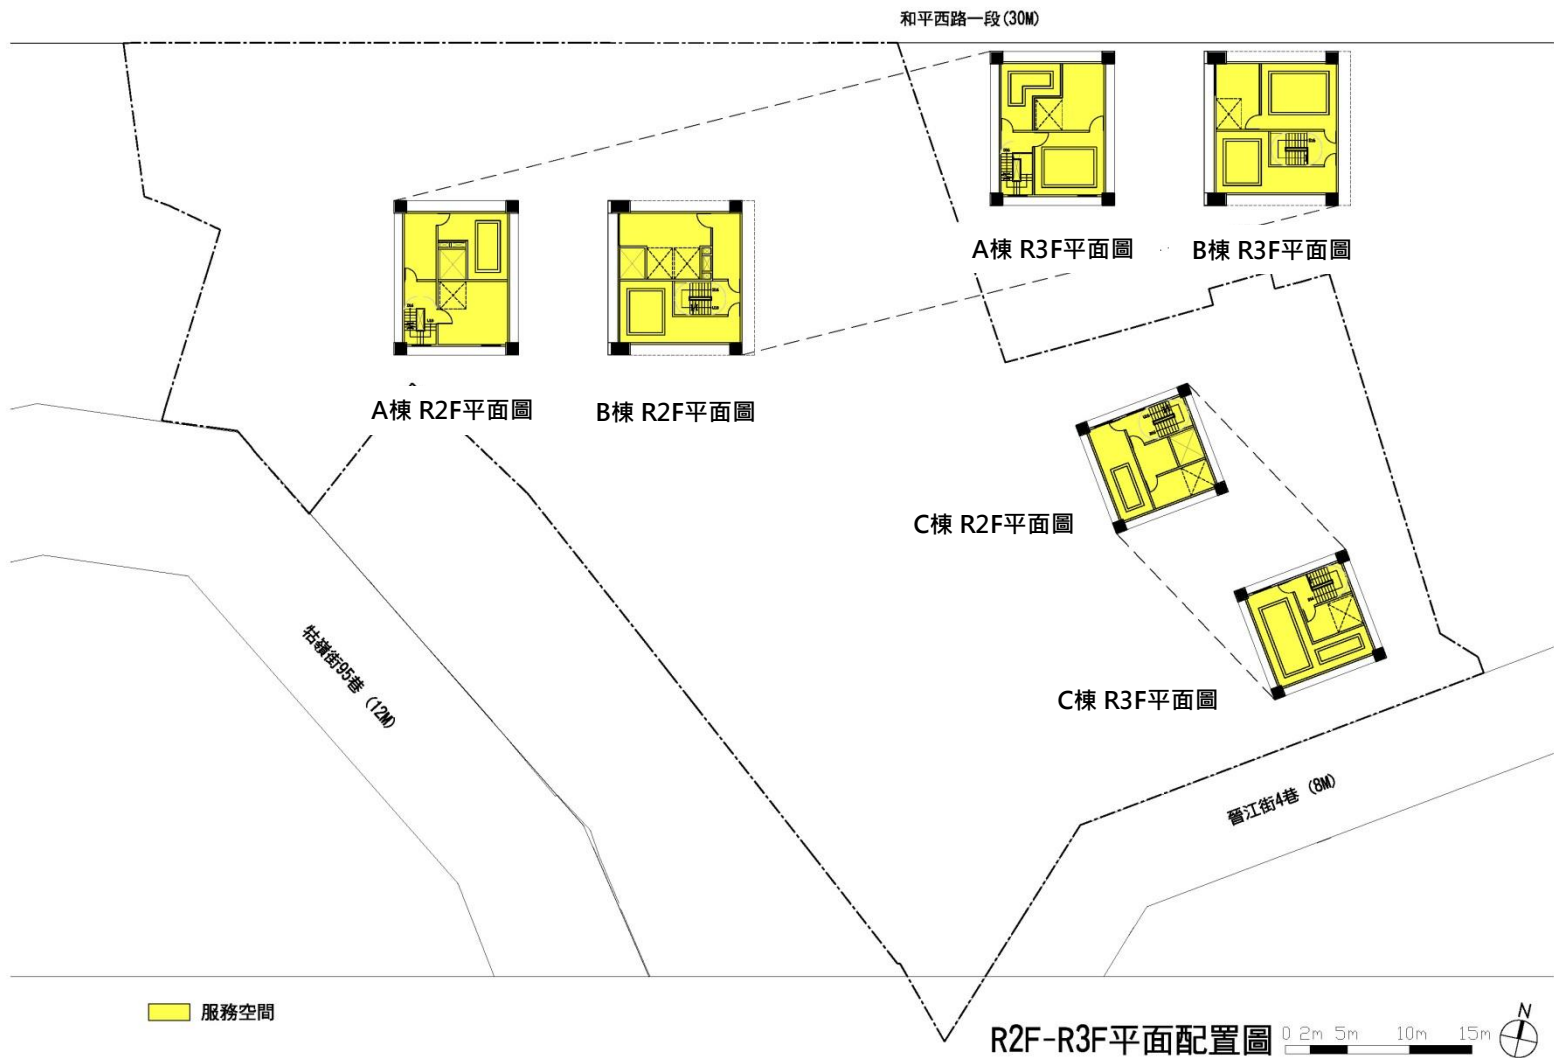 和平西路一段(30M)
A棟 R3F平面圖
B棟 R3F平面圖
A棟 R2F平面圖
B棟 R2F平面圖
C棟 R2F平面圖
C棟 R3F平面圖
牯嶺街95巷 (12M)
晉江街4巷 (8M)
服務空間
R2F-R3F平面配置圖
0 2m 5m 10m 15m
N